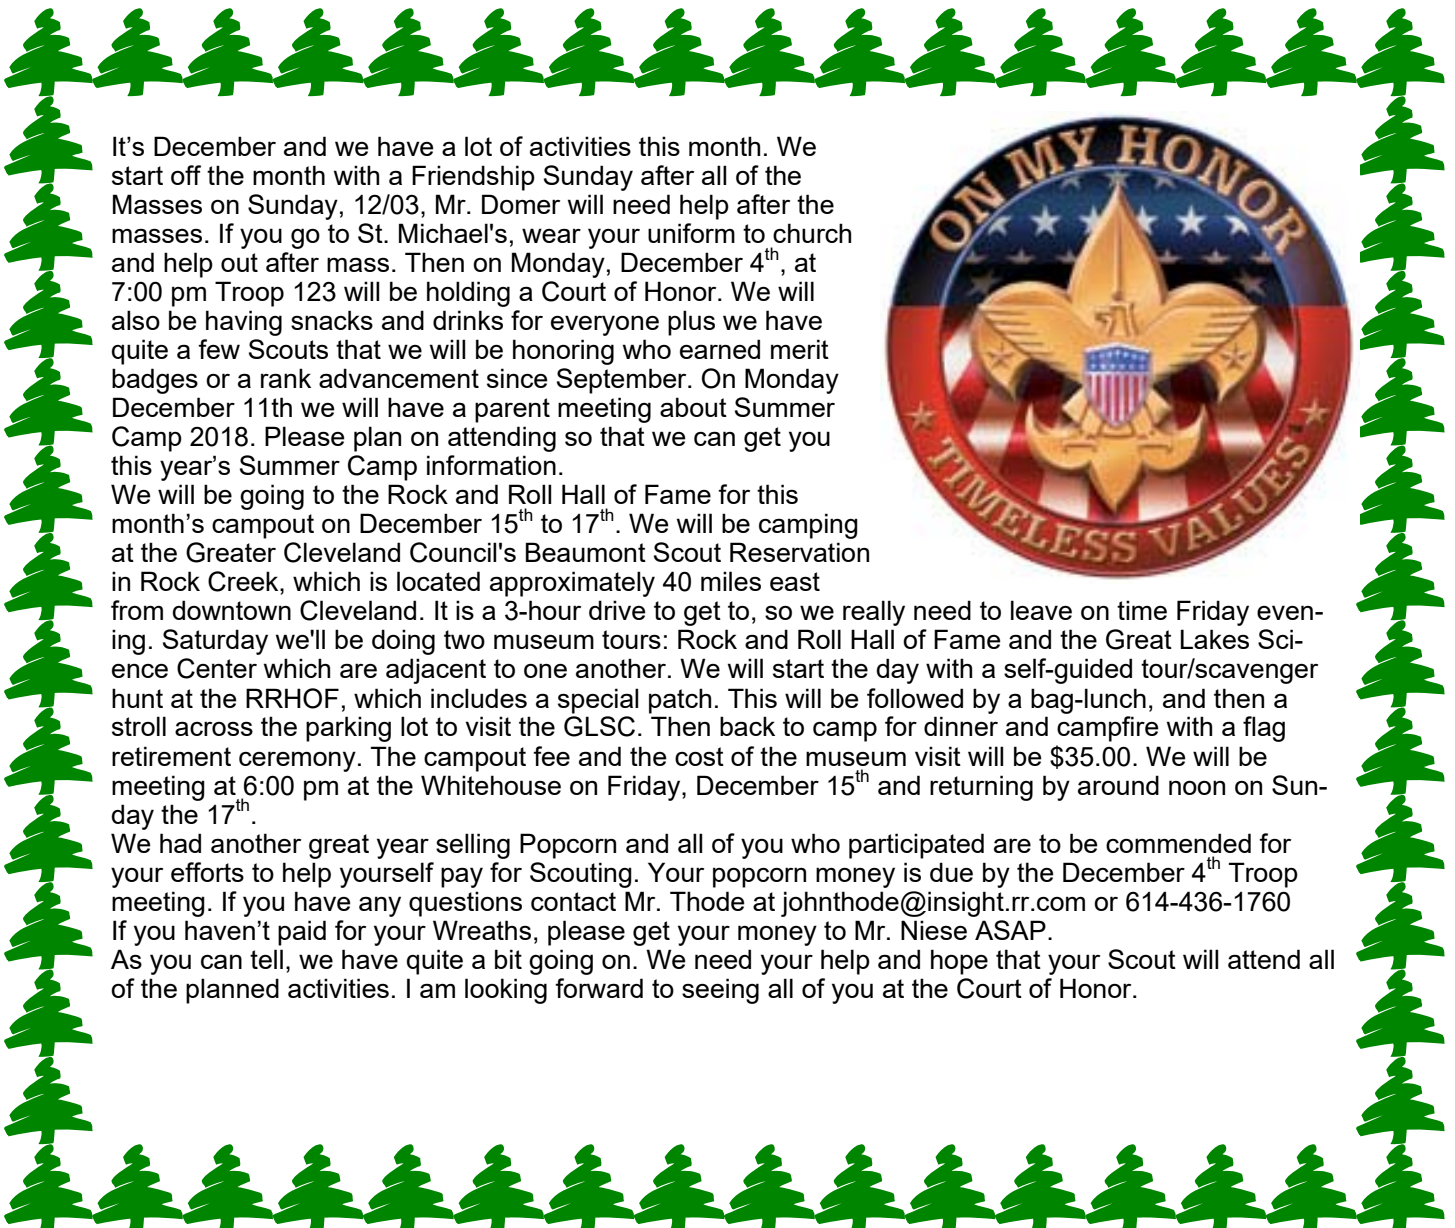 It’s December and we have a lot of activities this month. We
start off the month with a Friendship Sunday after all of the
Masses on Sunday, 12/03, Mr. Domer will need help after the
masses. If you go to St. Michael's, wear your uniform to church
and help out after mass. Then on Monday, December 4th, at
7:00 pm Troop 123 will be holding a Court of Honor. We will
also be having snacks and drinks for everyone plus we have
quite a few Scouts that we will be honoring who earned merit
badges or a rank advancement since September. On Monday
December 11th we will have a parent meeting about Summer
Camp 2018. Please plan on attending so that we can get you
this year’s Summer Camp information.
We will be going to the Rock and Roll Hall of Fame for this
month’s campout on December 15th to 17th. We will be camping
at the Greater Cleveland Council's Beaumont Scout Reservation
in Rock Creek, which is located approximately 40 miles east
from downtown Cleveland. It is a 3-hour drive to get to, so we really need to leave on time Friday even-
ing. Saturday we'll be doing two museum tours: Rock and Roll Hall of Fame and the Great Lakes Sci-
ence Center which are adjacent to one another. We will start the day with a self-guided tour/scavenger
hunt at the RRHOF, which includes a special patch. This will be followed by a bag-lunch, and then a
stroll across the parking lot to visit the GLSC. Then back to camp for dinner and campfire with a flag
retirement ceremony. The campout fee and the cost of the museum visit will be $35.00. We will be
meeting at 6:00 pm at the Whitehouse on Friday, December 15th and returning by around noon on Sun-
day the 17th.
We had another great year selling Popcorn and all of you who participated are to be commended for
your efforts to help yourself pay for Scouting. Your popcorn money is due by the December 4th Troop
meeting. If you have any questions contact Mr. Thode at johnthode@insight.rr.com or 614-436-1760
If you haven’t paid for your Wreaths, please get your money to Mr. Niese ASAP.
As you can tell, we have quite a bit going on. We need your help and hope that your Scout will attend all
of the planned activities. I am looking forward to seeing all of you at the Court of Honor.
ON MY HONOR
TIMELESS VALUES